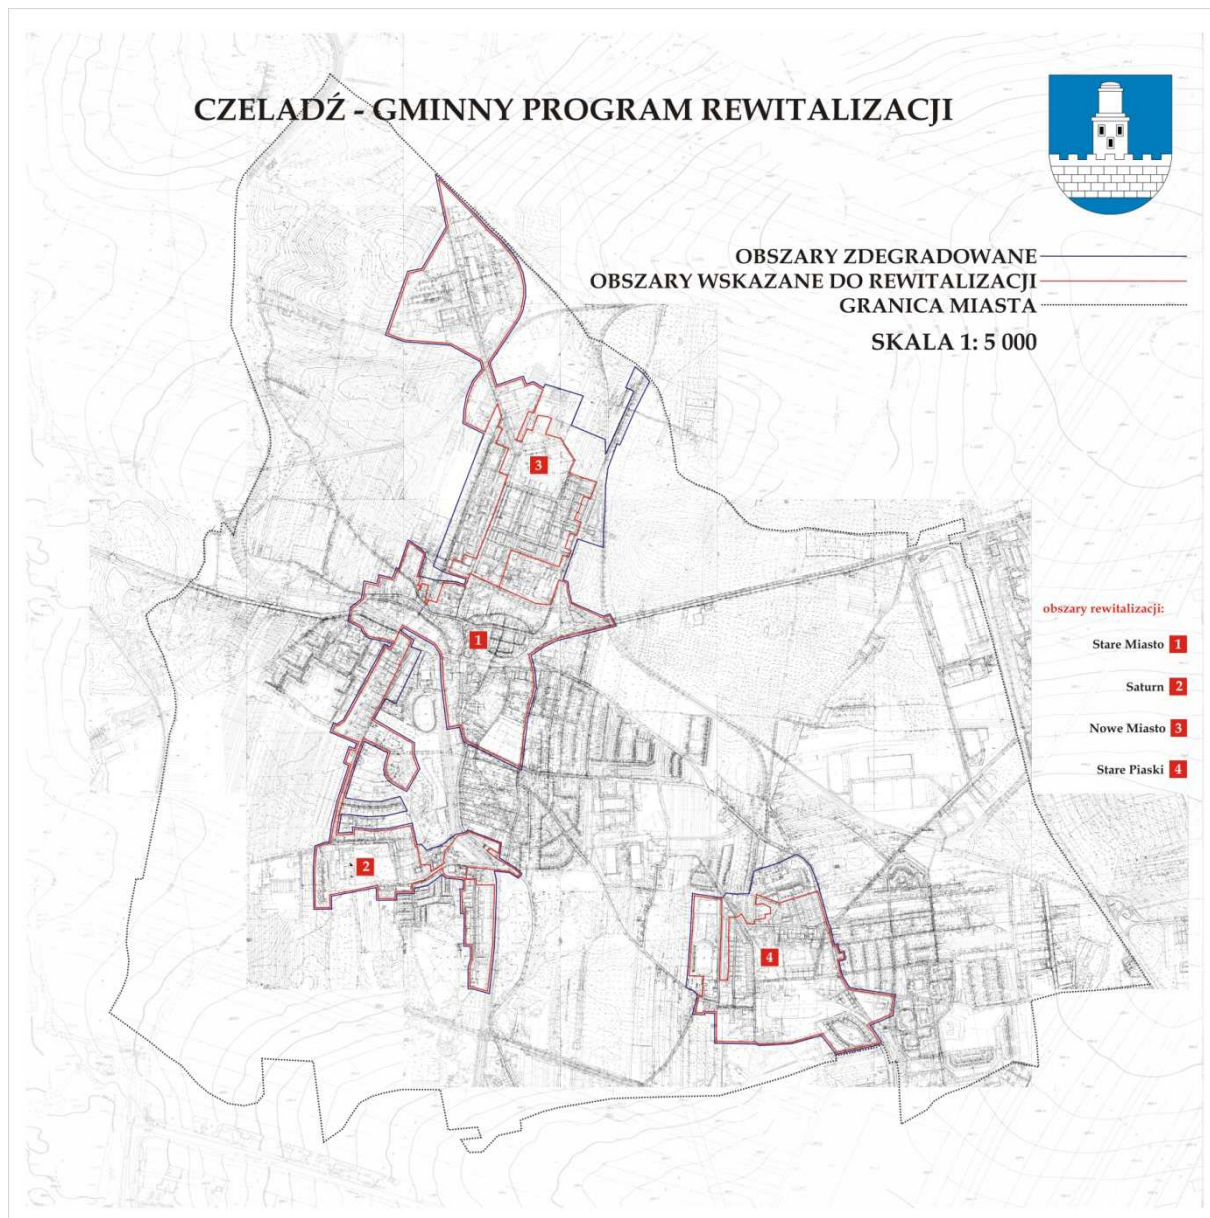 CZELADŹ - GMINNY PROGRAM REWITALIZACJI
OBSZARY ZDEGRADOWANE
OBSZARY WSKAZANE DO REWITALIZACJI
GRANICA MIASTA
SKALA 1: 5 000
3
obszary rewitalizacji:
1
Stare Miasto 1
Saturn 2
Nowe Miasto 3
Stare Piaski 4
2
4